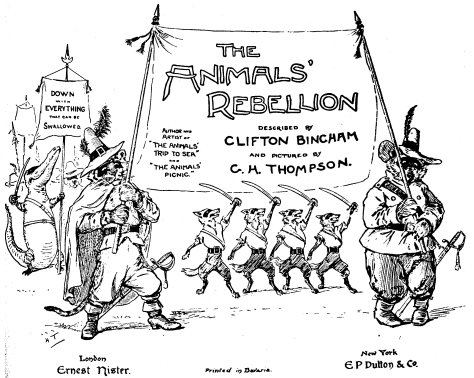 THE
ANIMALS'
REBELLION
DESCRIBED BY
CLIFTON BINGHAM
AND PICTURED BY
G. H. THOMPSON.
AUTHOR AND
ARTIST OF
"THE ANIMALS'
TRIP TO SEA"
AND
"THE ANIMALS'
PICNIC."
DOWN
WITH
EVERYTHING
THAT CAN BE
SWALLOWED.
London
Ernest Nister.
Printed in Bavaria.
New York
E P Dutton & Co.